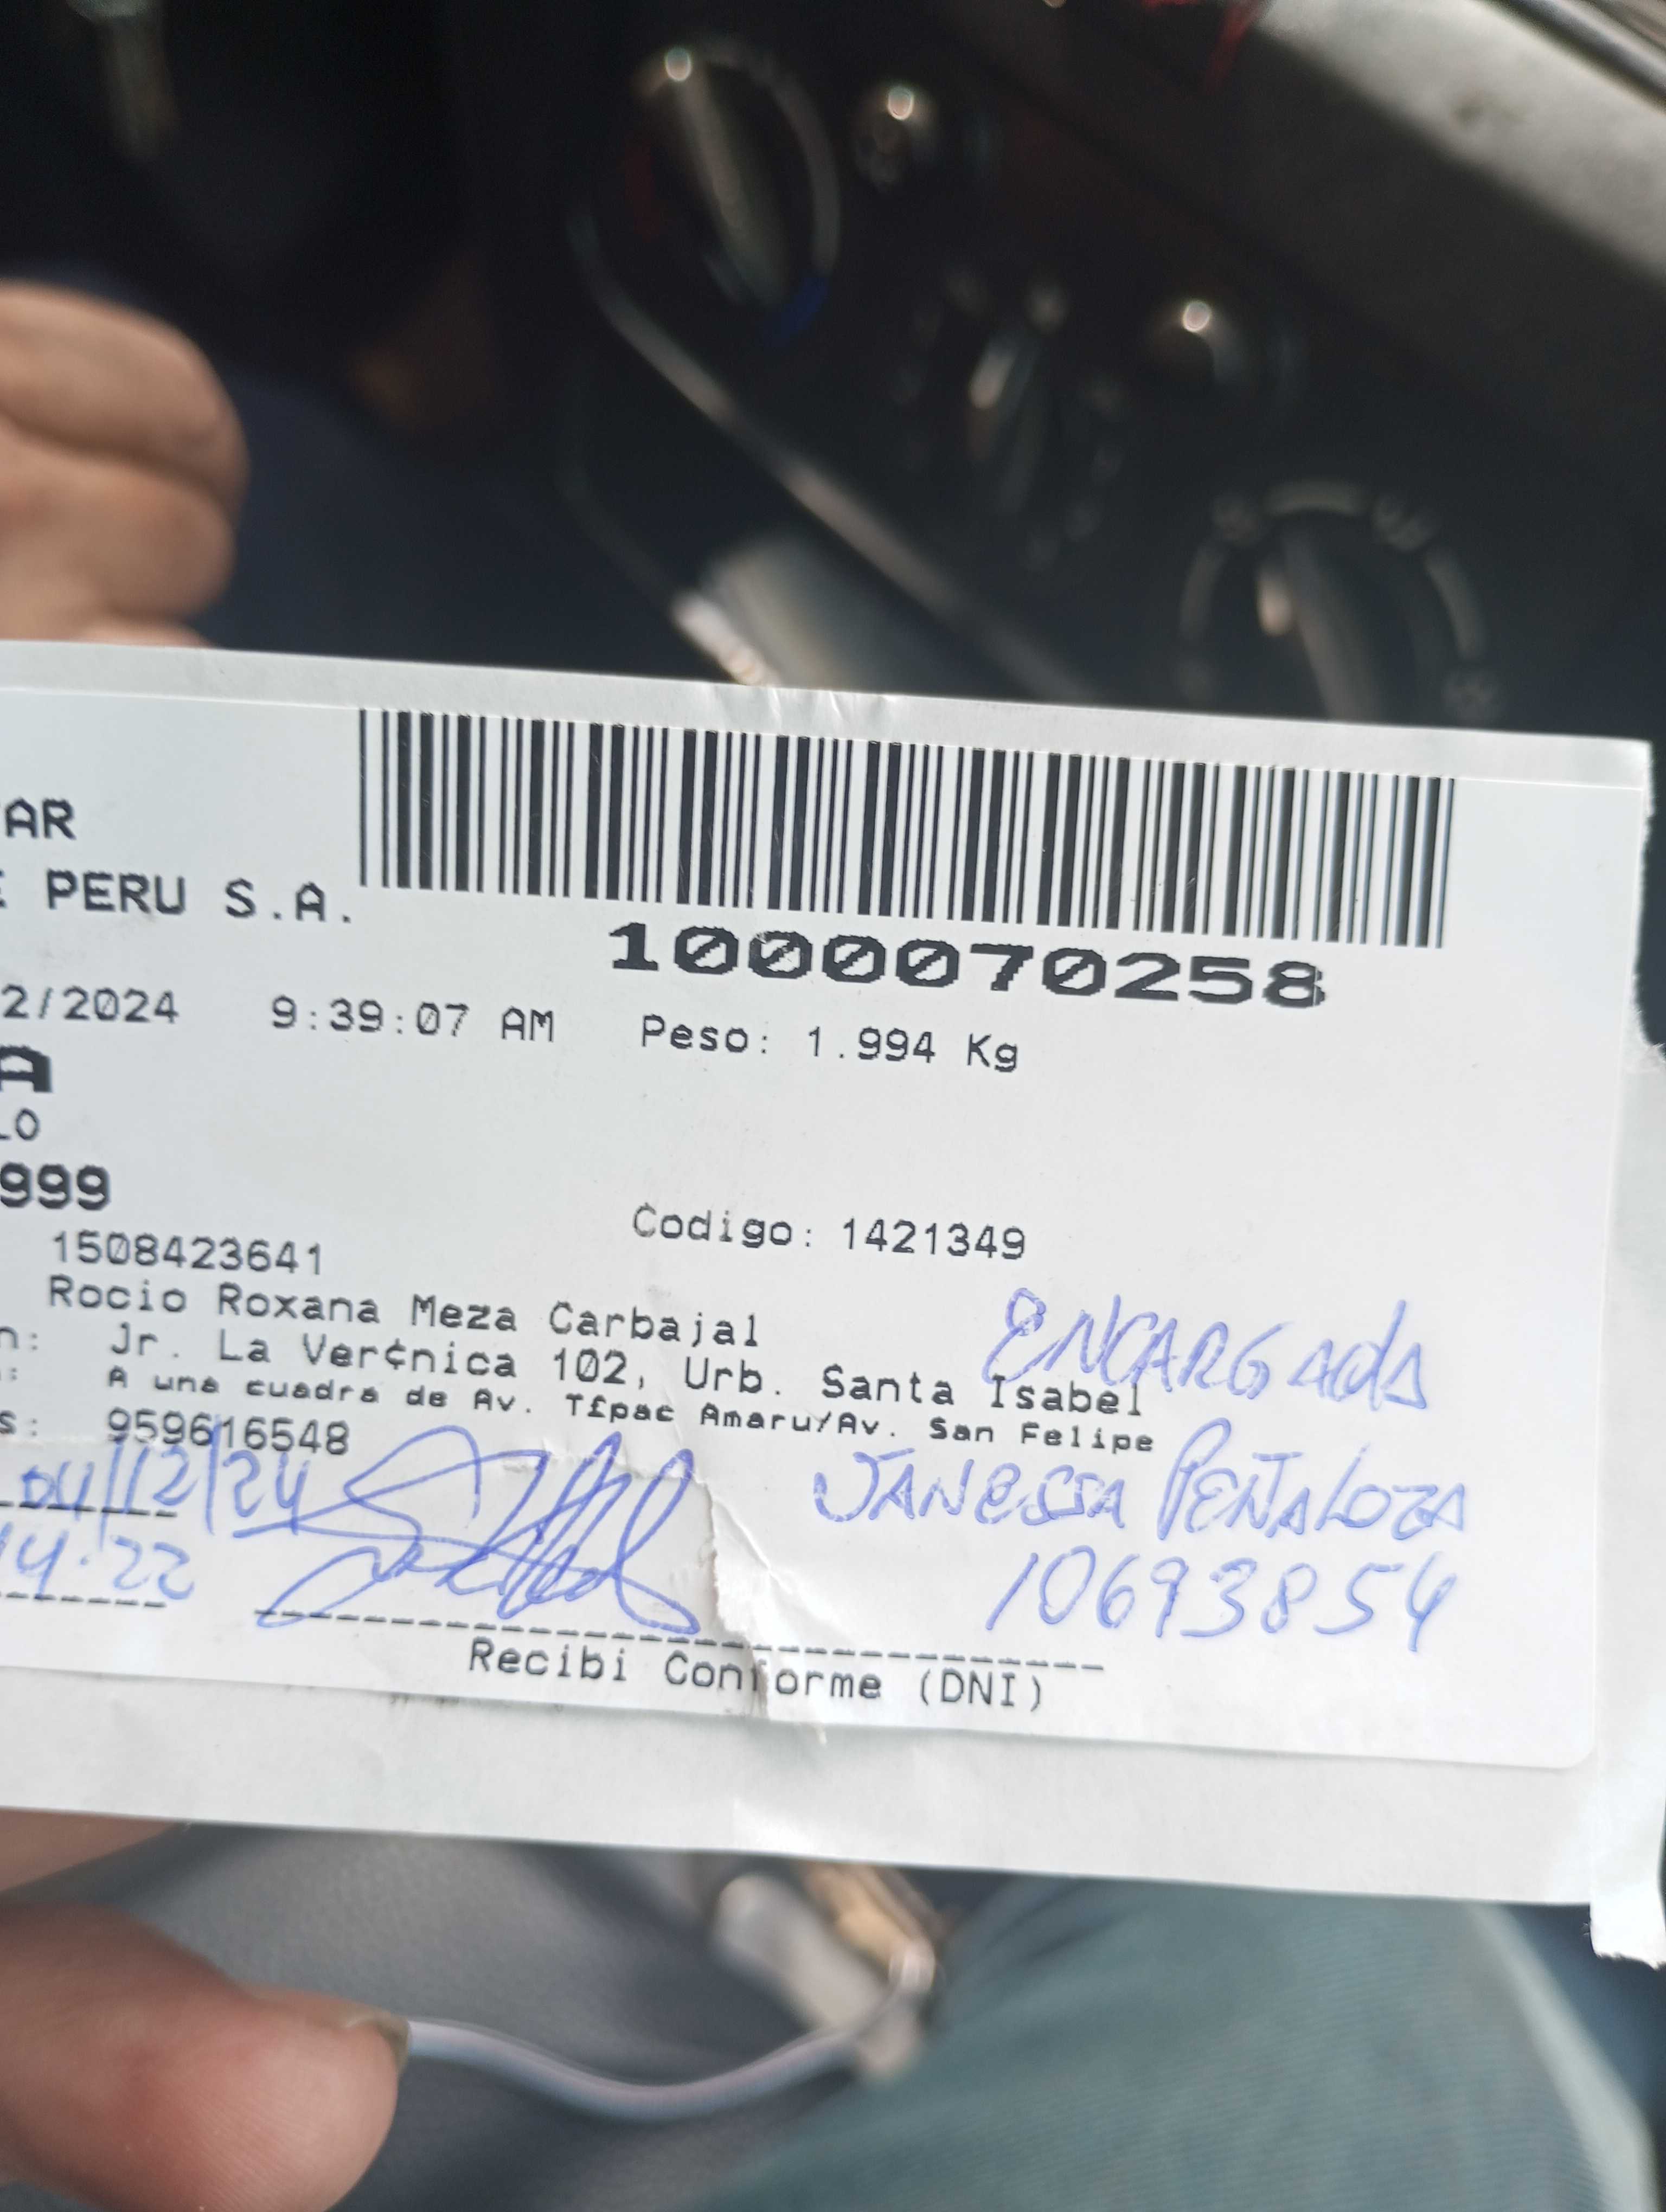 AR
E PERU S.A.
1000070258
2/2024 9:39:07 AM Peso: 1.994 Kg
A
LO
999
1508423641 Codigo: 1421349
Rocio Roxana Meza Carbajal
n: Jr. La Ver¢nica 102, Urb. Santa Isabel
: A una cuadra de Av. T£pac Amaru/Av. San Felipe
s: 959616548
ENCARGADA
04/12/24
JANESSA PEÑALOZA
14:22
10693854
Recibi Conforme (DNI)